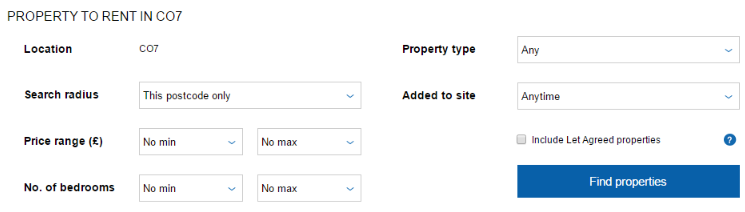 PROPERTY TO RENT IN CO7
Location CO7 Property type Any
Search radius This postcode only Added to site Anytime
Price range (£) No min No max Include Let Agreed properties ?
No. of bedrooms No min No max Find properties